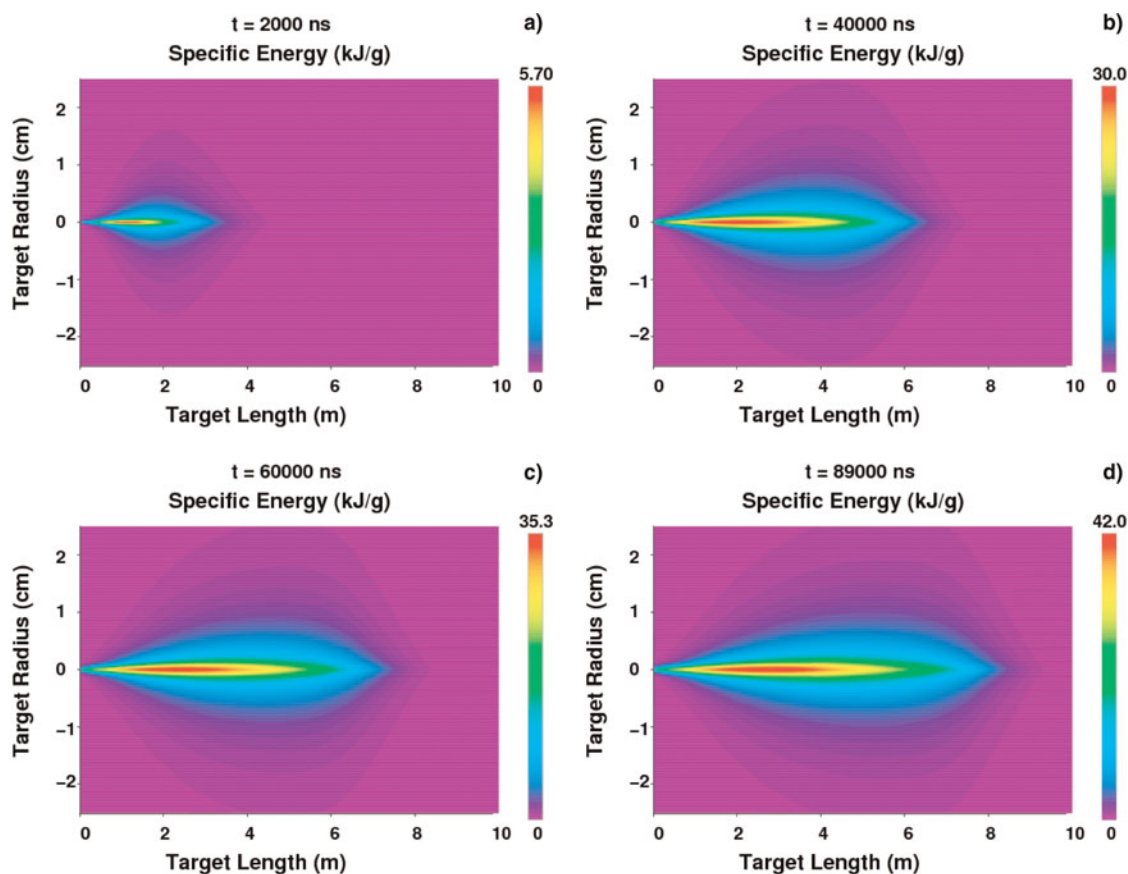 t = 2000 ns
a)
Specific Energy (kJ/g)
5.70
2
1
0
−1
−2
0
0 2 4 6 8 10
Target Radius (cm)
Target Length (m)
t = 40000 ns
b)
Specific Energy (kJ/g)
30.0
2
1
0
−1
−2
0
0 2 4 6 8 10
Target Radius (cm)
Target Length (m)
t = 60000 ns
c)
Specific Energy (kJ/g)
35.3
2
1
0
−1
−2
0
0 2 4 6 8 10
Target Radius (cm)
Target Length (m)
t = 89000 ns
d)
Specific Energy (kJ/g)
42.0
2
1
0
−1
−2
0
0 2 4 6 8 10
Target Radius (cm)
Target Length (m)